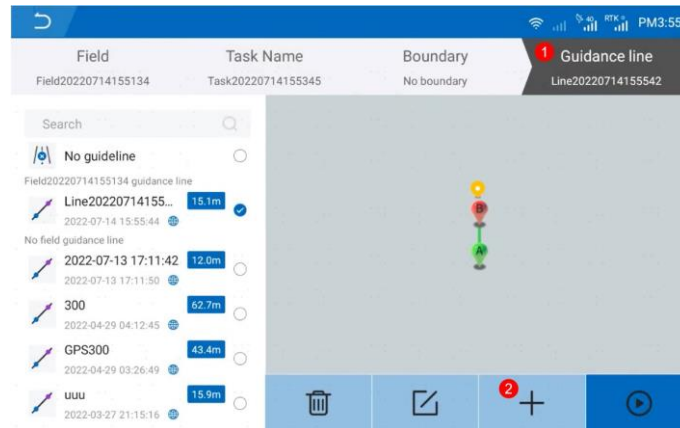 40 RTK PM3:55
Field Task Name Boundary 1 Guidance line
Field20220714155134 Task20220714155345 No boundary Line20220714155542
Search
No guideline
Field20220714155134 guidance line
Line20220714155... 15.1m
2022-07-14 15:55:44
No field guidance line
2022-07-13 17:11:42 12.0m
2022-07-13 17:11:50
300 62.7m
2022-04-29 04:12:45
GPS300 43.4m
2022-04-29 03:26:49
uuu 15.9m
2022-03-27 21:15:16
B
A
2